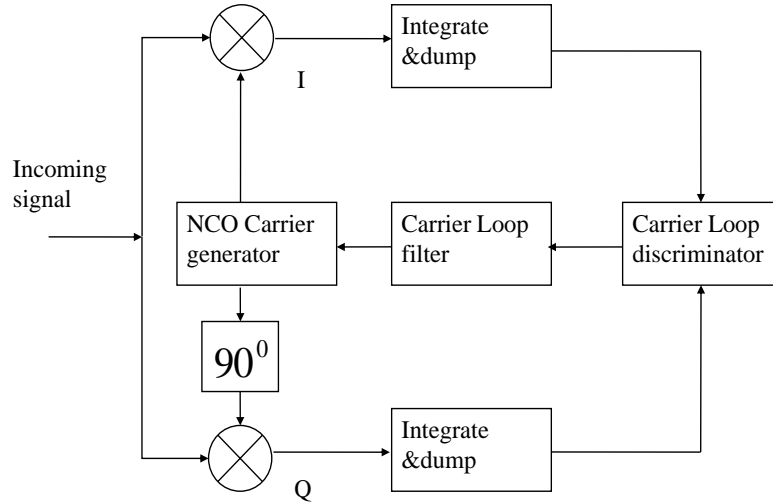 Integrate
&dump
I
Incoming
signal
NCO Carrier
generator
Carrier Loop
filter
Carrier Loop
discriminator
90⁰
Integrate
&dump
Q